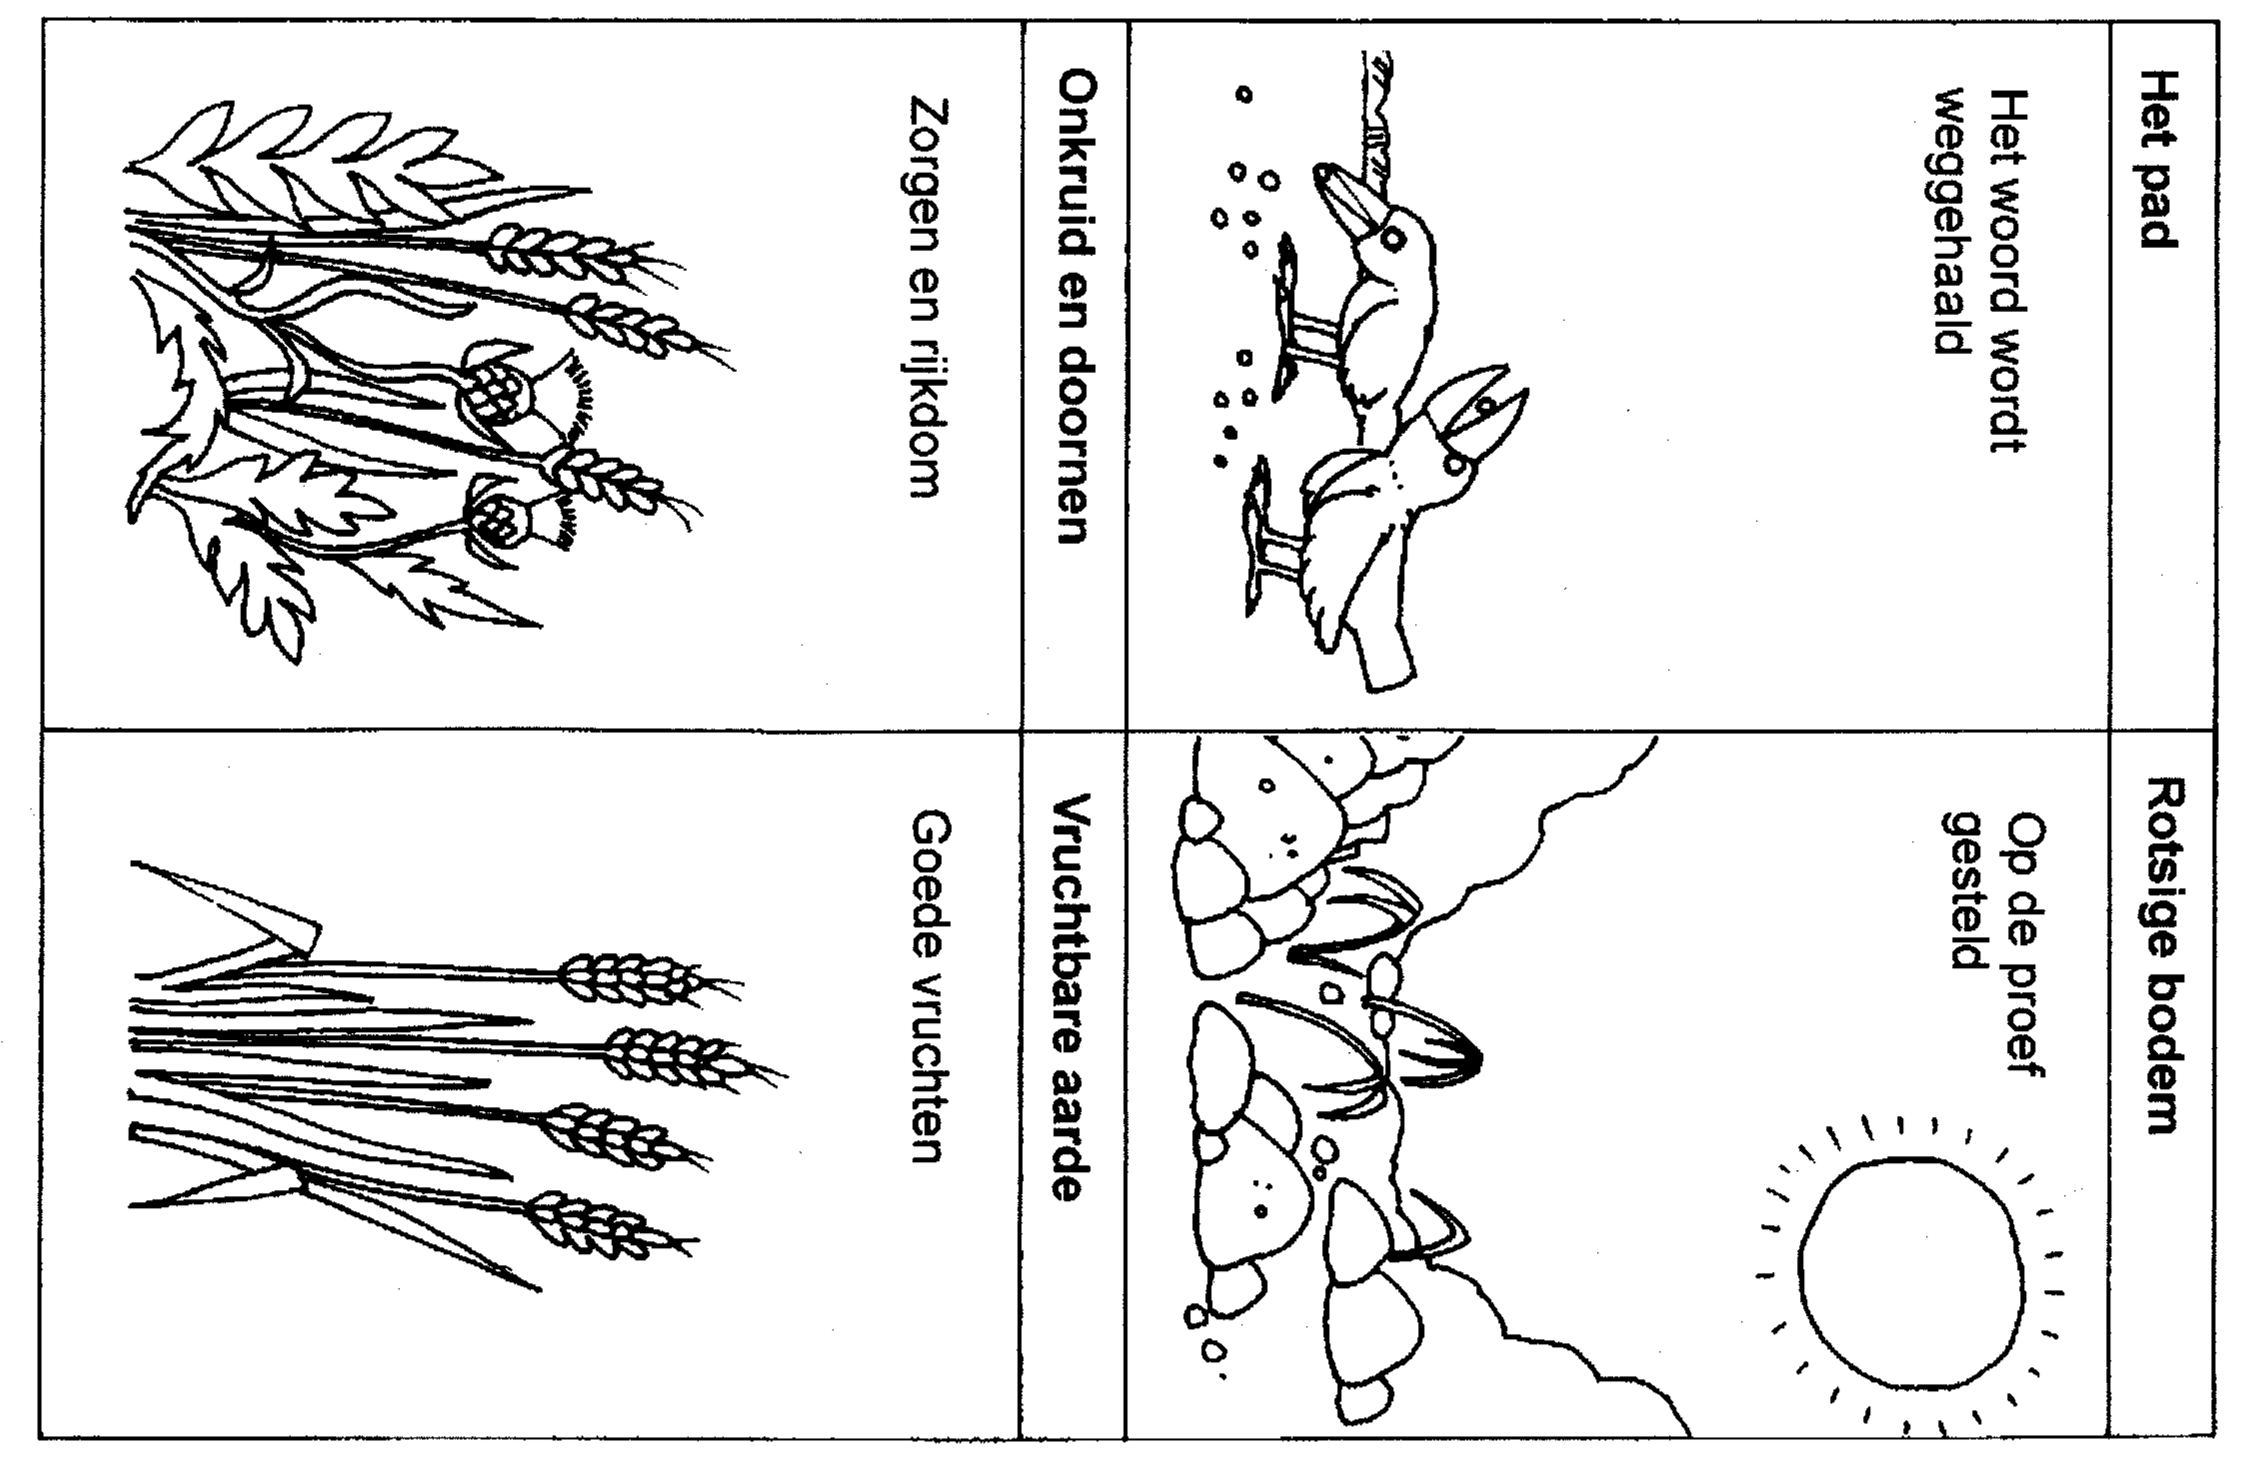 Het pad
Het woord wordt
weggehaald
Rotsige bodem
Op de proef
gesteld
Onkruid en doornen
Zorgen en rijkdom
Vruchtbare aarde
Goede vruchten